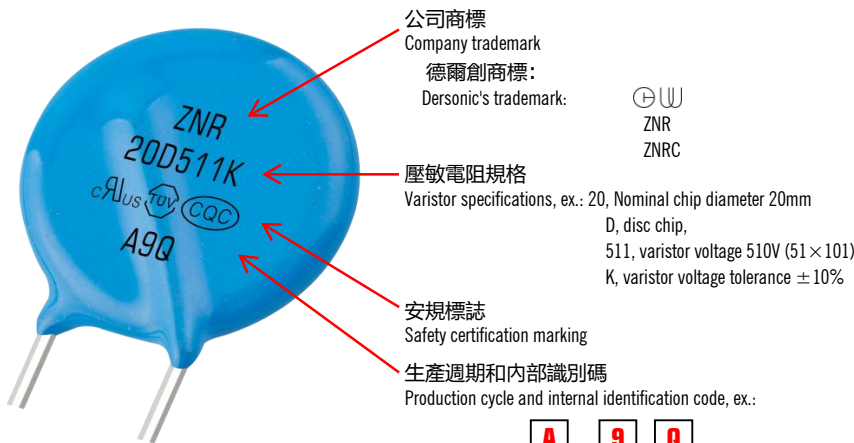 公司商標
Company trademark
德爾創商標:
Dersonic's trademark:
ZNR
ZNRC
ZNR
20D511K
cRUus TÜV CQC
A9Q
壓敏電阻規格
Varistor specifications, ex.: 20, Nominal chip diameter 20mm
D, disc chip,
511, varistor voltage 510V (51×101)
K, varistor voltage tolerance ±10%
安規標誌
Safety certification marking
生產週期和內部識別碼
Production cycle and internal identification code, ex.:
A 9 Q